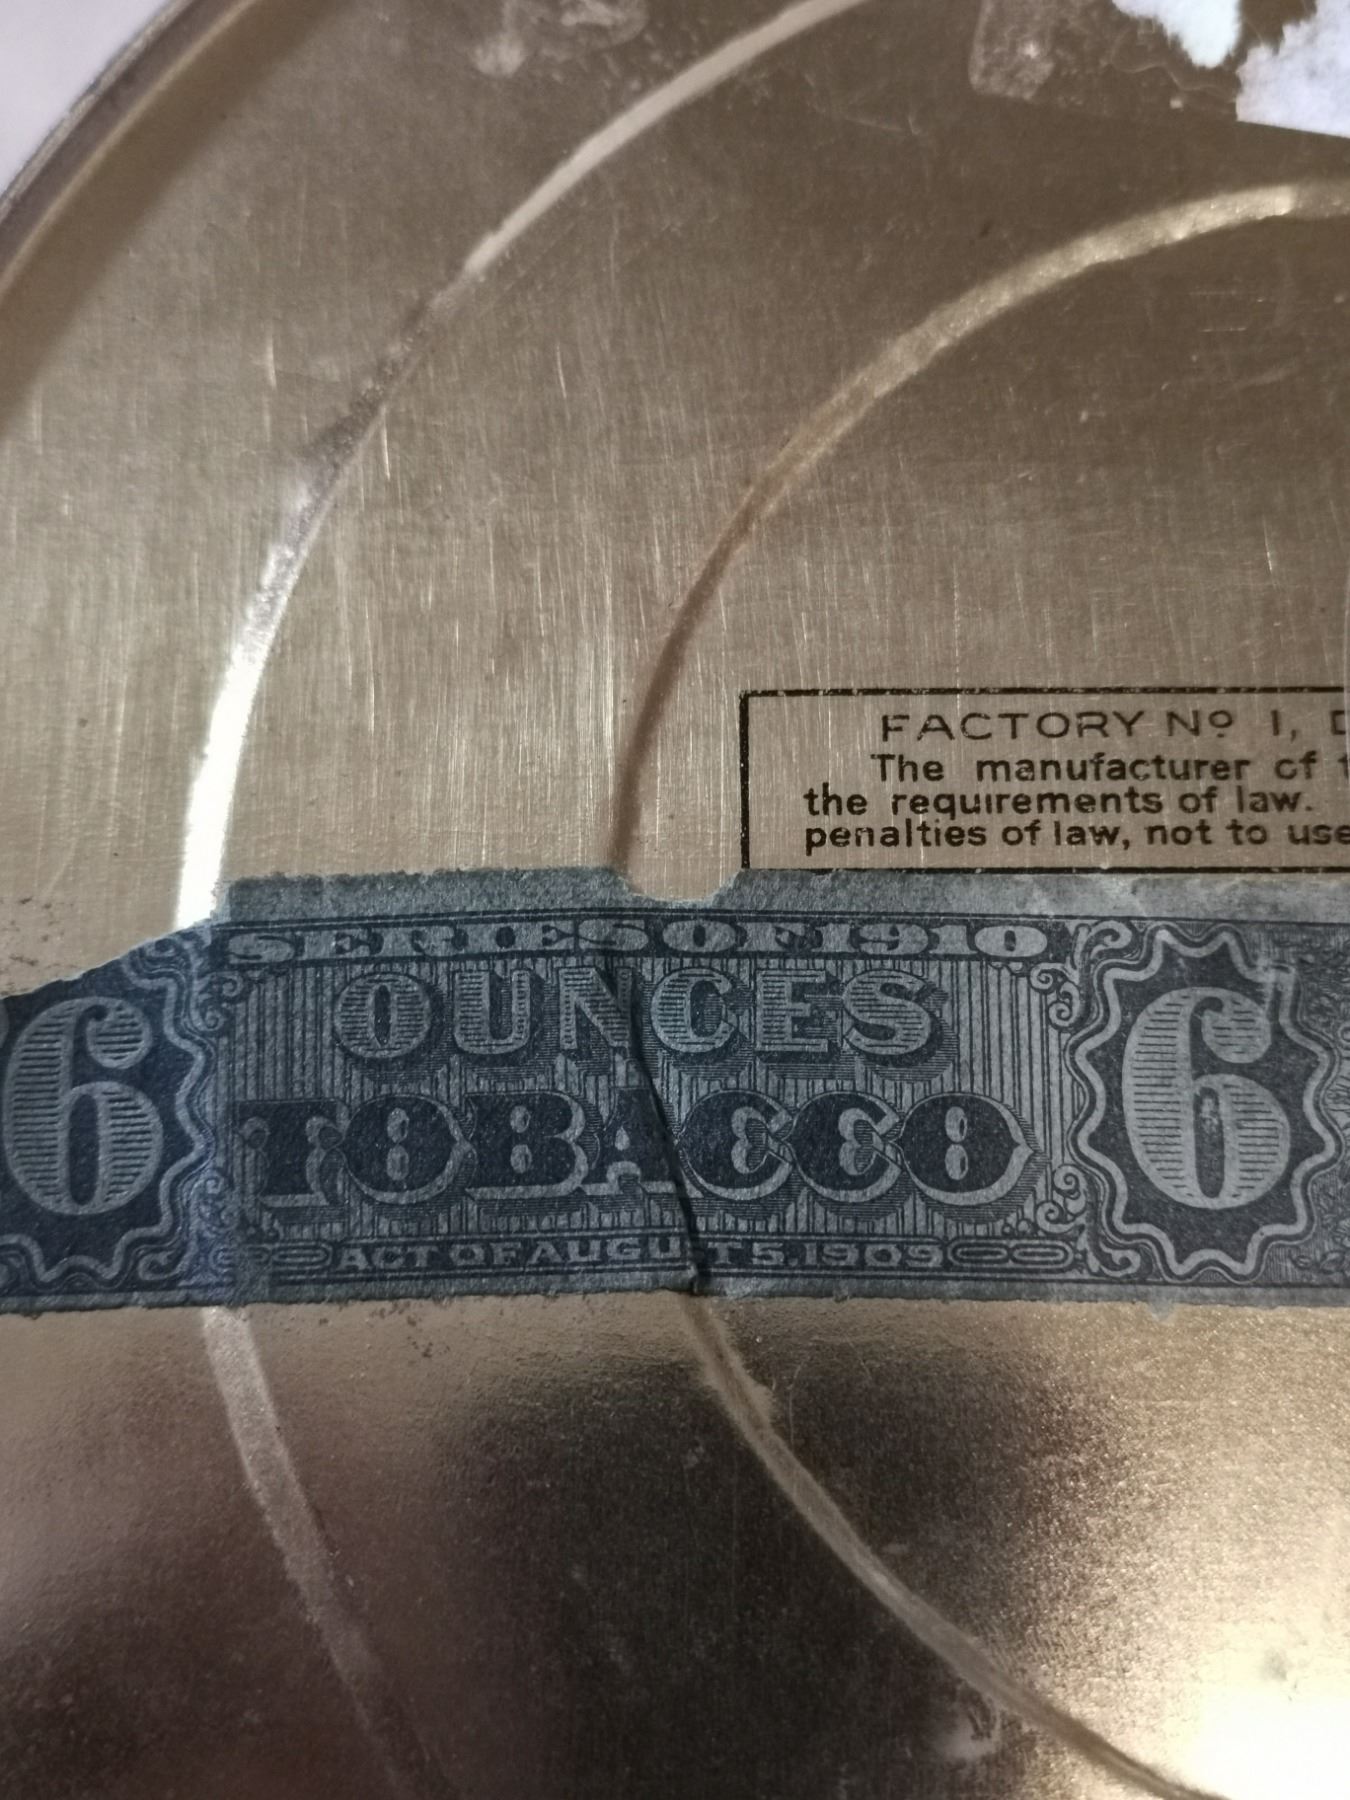 FACTORY Nº 1,
The manufacturer of
the requirements of law.
penalties of law, not to use
SERIES OF 1910
6 OUNCES 6
TOBACCO
ACT OF AUGUST 5, 1909